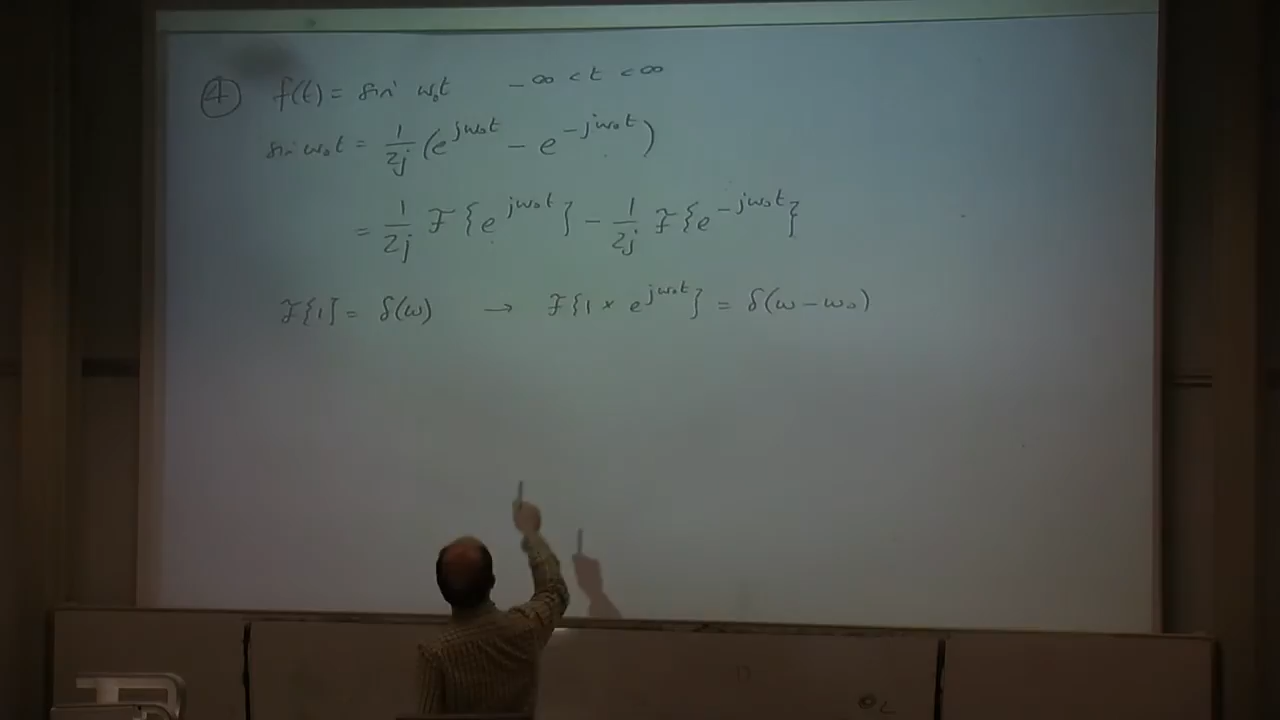 ④ f(t) = sin ω₀t   -∞ < t < ∞
sin ω₀t = 1/2j (e^{jω₀t} - e^{-jω₀t})
= 1/2j ℱ{e^{jω₀t}} - 1/2j ℱ{e^{-jω₀t}}
ℱ{1} = δ(ω)   → ℱ{1 × e^{jω₀t}} = δ(ω - ω₀)